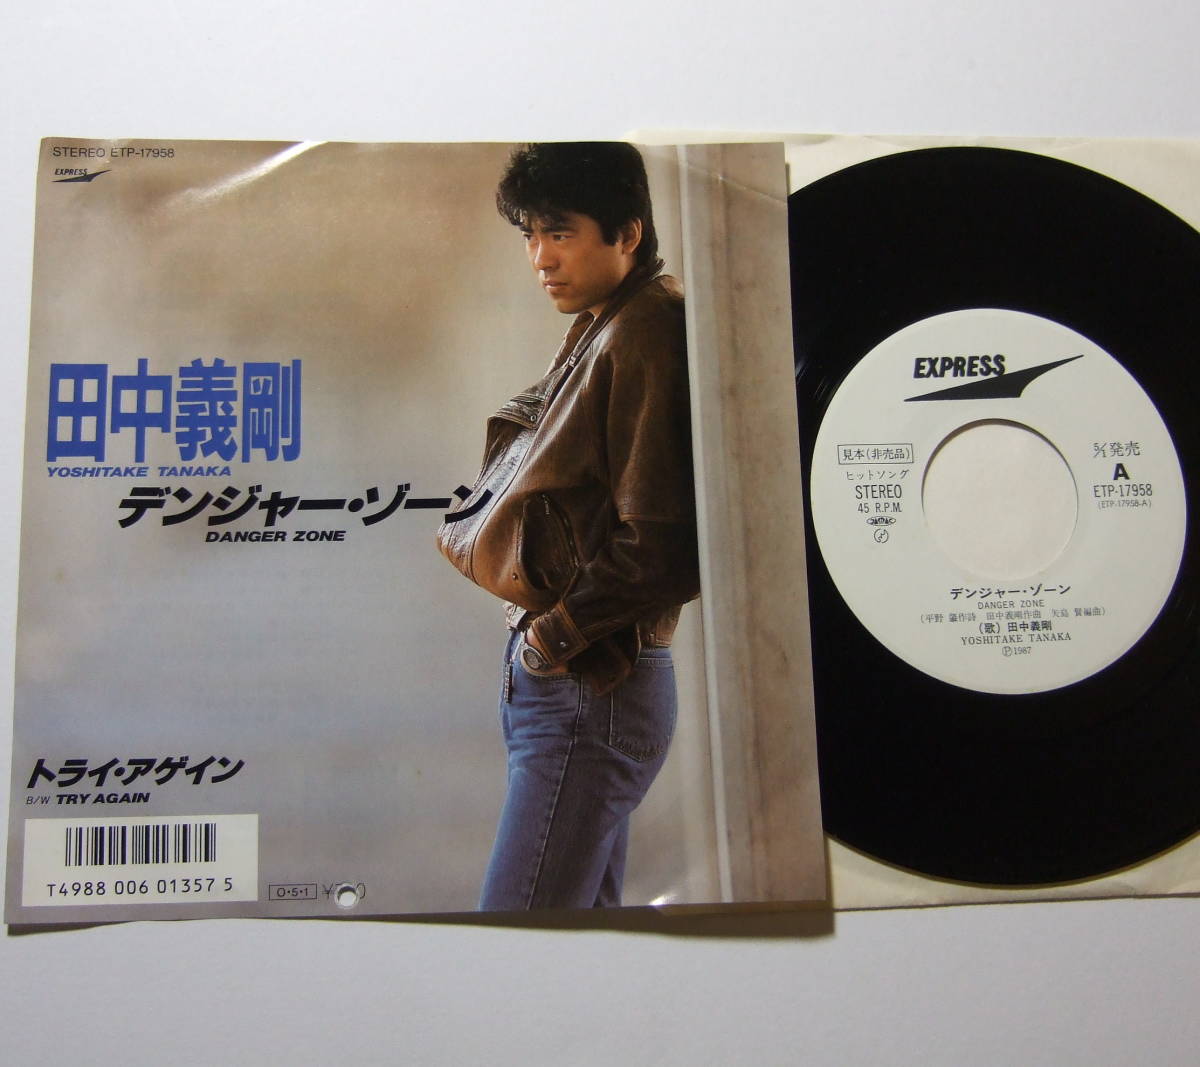 STEREO ETP-17958
EXPRESS
田中義剛
YOSHITAKE TANAKA
デンジャー・ゾーン
DANGER ZONE
トライ・アゲイン
B/W TRY AGAIN
T4988 006 01357 5
O・5・1
EXPRESS
見本(非売品)
ヒットソング
STEREO
45 R.P.M.
JASRAC
5/1発売
A
ETP-17958
(ETP-17958-A)
デンジャー・ゾーン
DANGER ZONE
(平野 肇作詩 田中義剛作曲 矢島 賢編曲)
(歌)田中義剛
YOSHITAKE TANAKA
Ⓟ1987